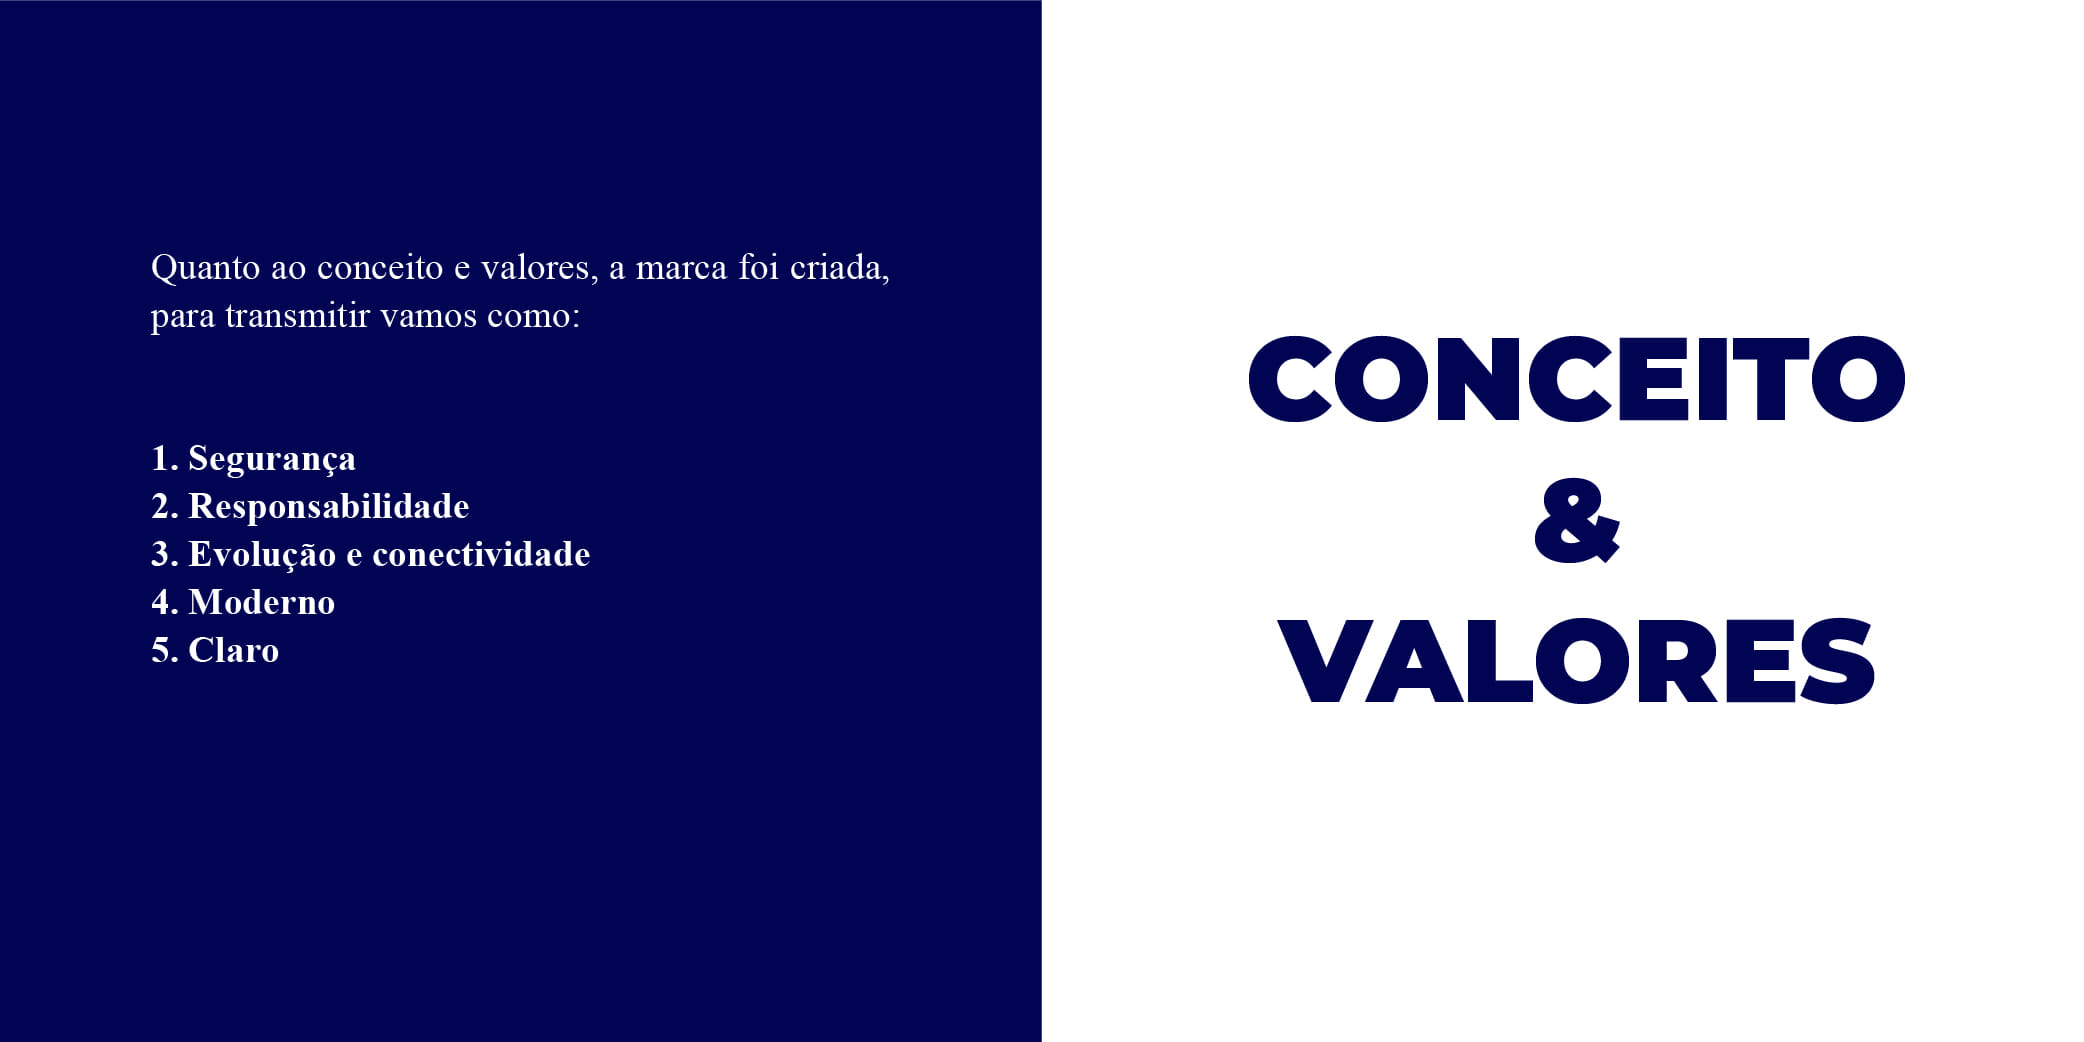 Quanto ao conceito e valores, a marca foi criada,
para transmitir vamos como:
1. Segurança
2. Responsabilidade
3. Evolução e conectividade
4. Moderno
5. Claro
CONCEITO
&
VALORES